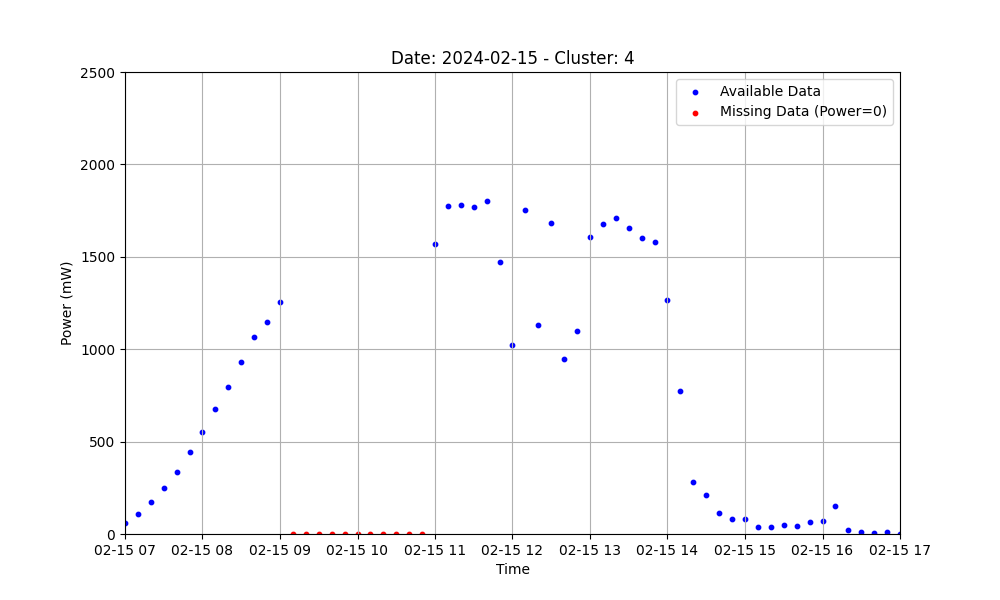 Date: 2024-02-15 - Cluster: 4
2500
2000
1500
1000
500
0
Power (mW)
Available Data
Missing Data (Power=0)
02-15 07 02-15 08 02-15 09 02-15 10 02-15 11 02-15 12 02-15 13 02-15 14 02-15 15 02-15 16 02-15 17
Time